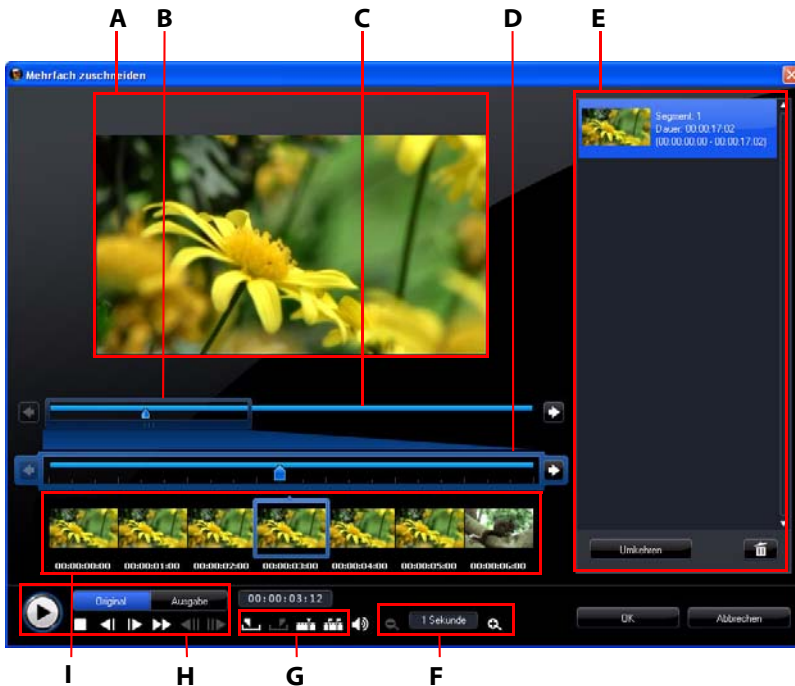 A B C D E
Mehrfach zuschneiden
Segment: 1
Dauer: 00:00:17:02
(00:00:00:00 - 00:00:17:02)
00:00:00:00 00:00:01:00 00:00:02:00 00:00:03:00 00:00:04:00 00:00:05:00 00:00:06:00
Umkehren
Original Ausgabe
00:00:03:12
1 Sekunde
OK Abbrechen
I H G F